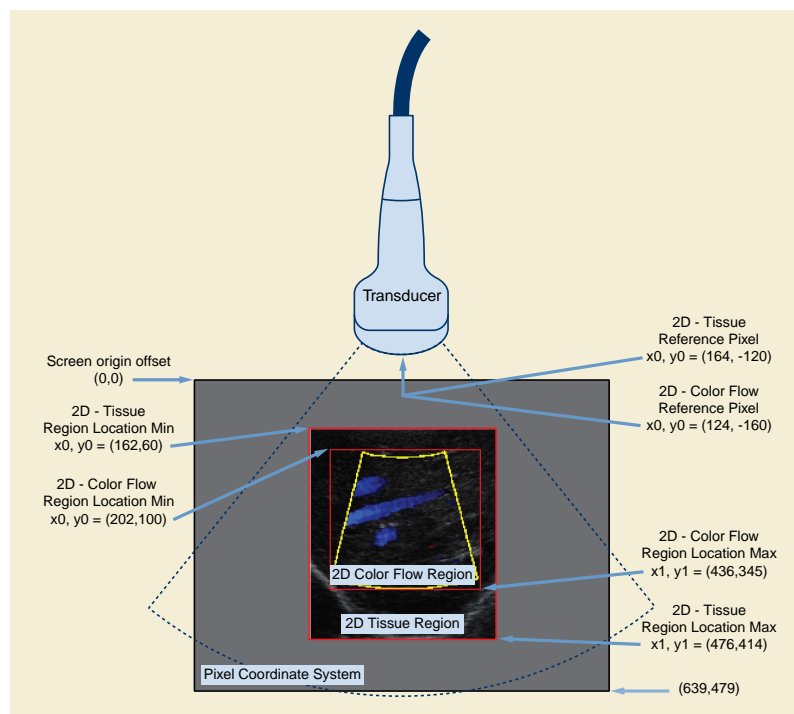 Transducer
2D - Tissue
Reference Pixel
x0, y0 = (164, -120)
Screen origin offset
(0,0)
2D - Color Flow
Reference Pixel
x0, y0 = (124, -160)
2D - Tissue
Region Location Min
x0, y0 = (162,60)
2D - Color Flow
Region Location Min
x0, y0 = (202,100)
2D - Color Flow
Region Location Max
x1, y1 = (436,345)
2D Color Flow Region
2D - Tissue
Region Location Max
x1, y1 = (476,414)
2D Tissue Region
Pixel Coordinate System
(639,479)